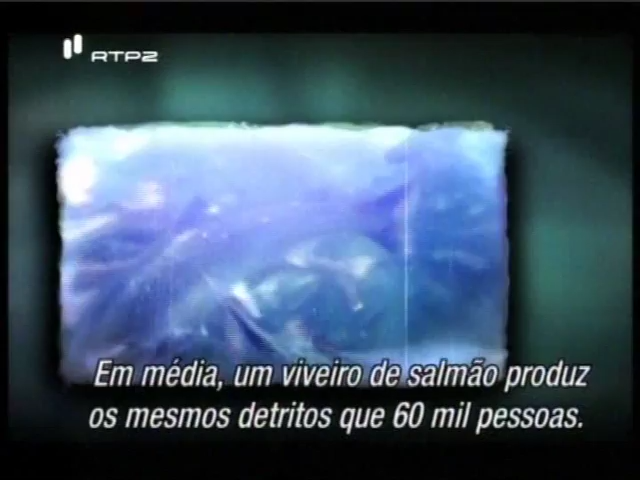 RTP2
Em média, um viveiro de salmão produz
os mesmos detritos que 60 mil pessoas.